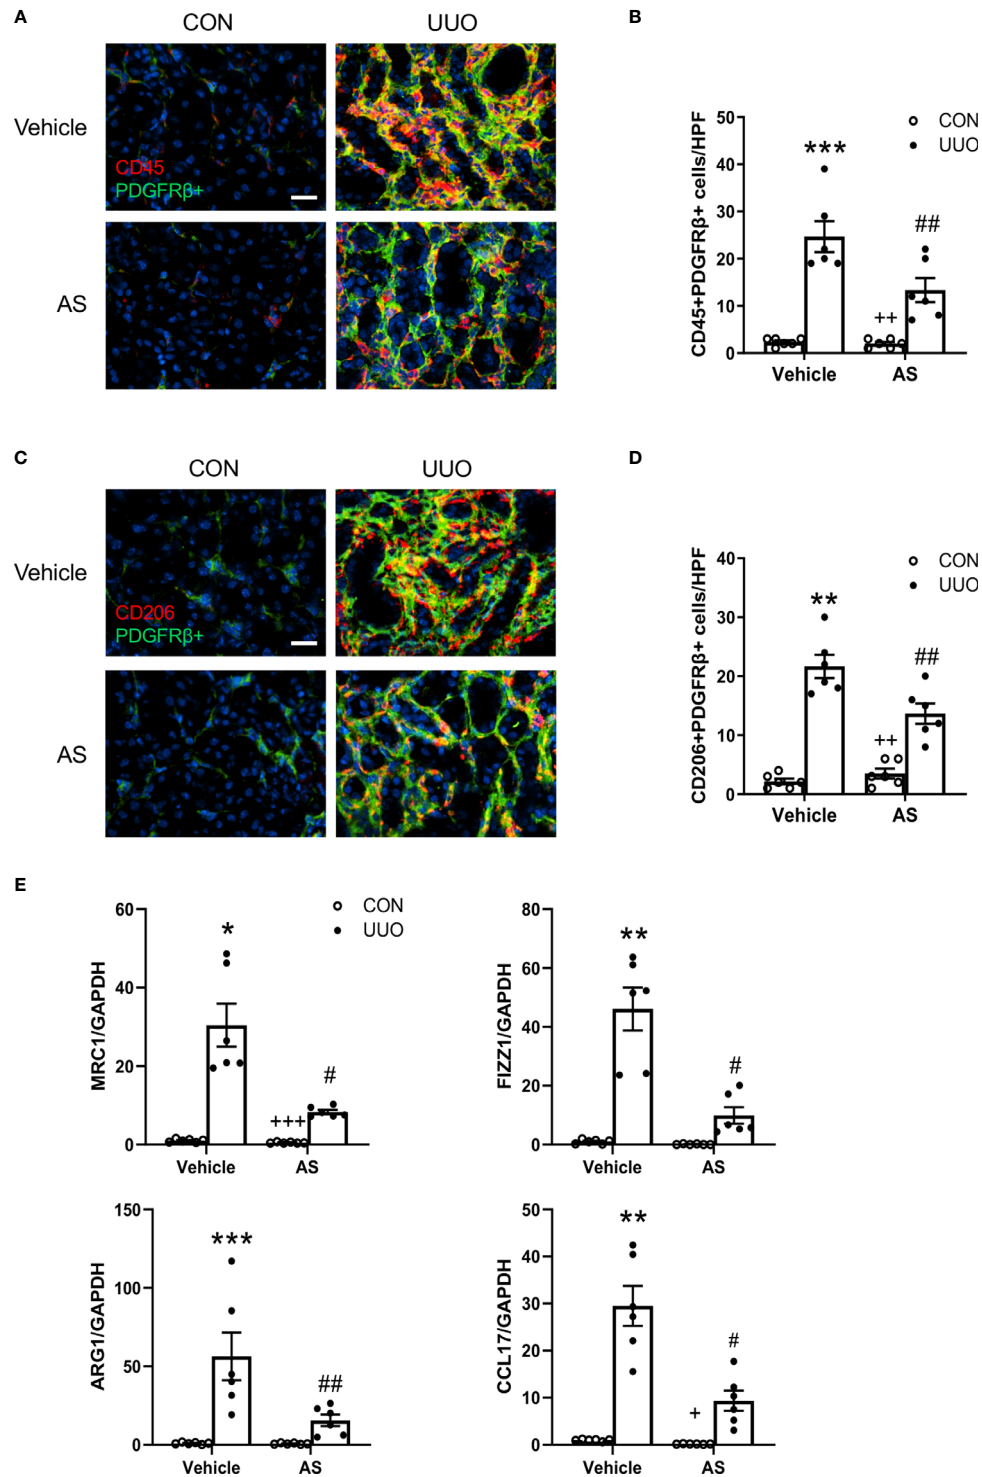 A
CON
UUO
Vehicle
CD45
PDGFRβ+
AS
B
CD45+PDGFRβ+ cells/HPF
50
40
30
20
10
0
CON
UUO
***
##
++
Vehicle
AS
C
CON
UUO
Vehicle
CD206
PDGFRβ+
AS
D
CD206+PDGFRβ+ cells/HPF
40
30
20
10
0
CON
UUO
**
##
++
Vehicle
AS
E
MRC1/GAPDH
60
40
20
0
CON
UUO
*
#
+++
Vehicle
AS
FIZZ1/GAPDH
80
60
40
20
0
**
#
Vehicle
AS
ARG1/GAPDH
150
100
50
0
***
##
Vehicle
AS
CCL17/GAPDH
50
40
30
20
10
0
**
#
+
Vehicle
AS